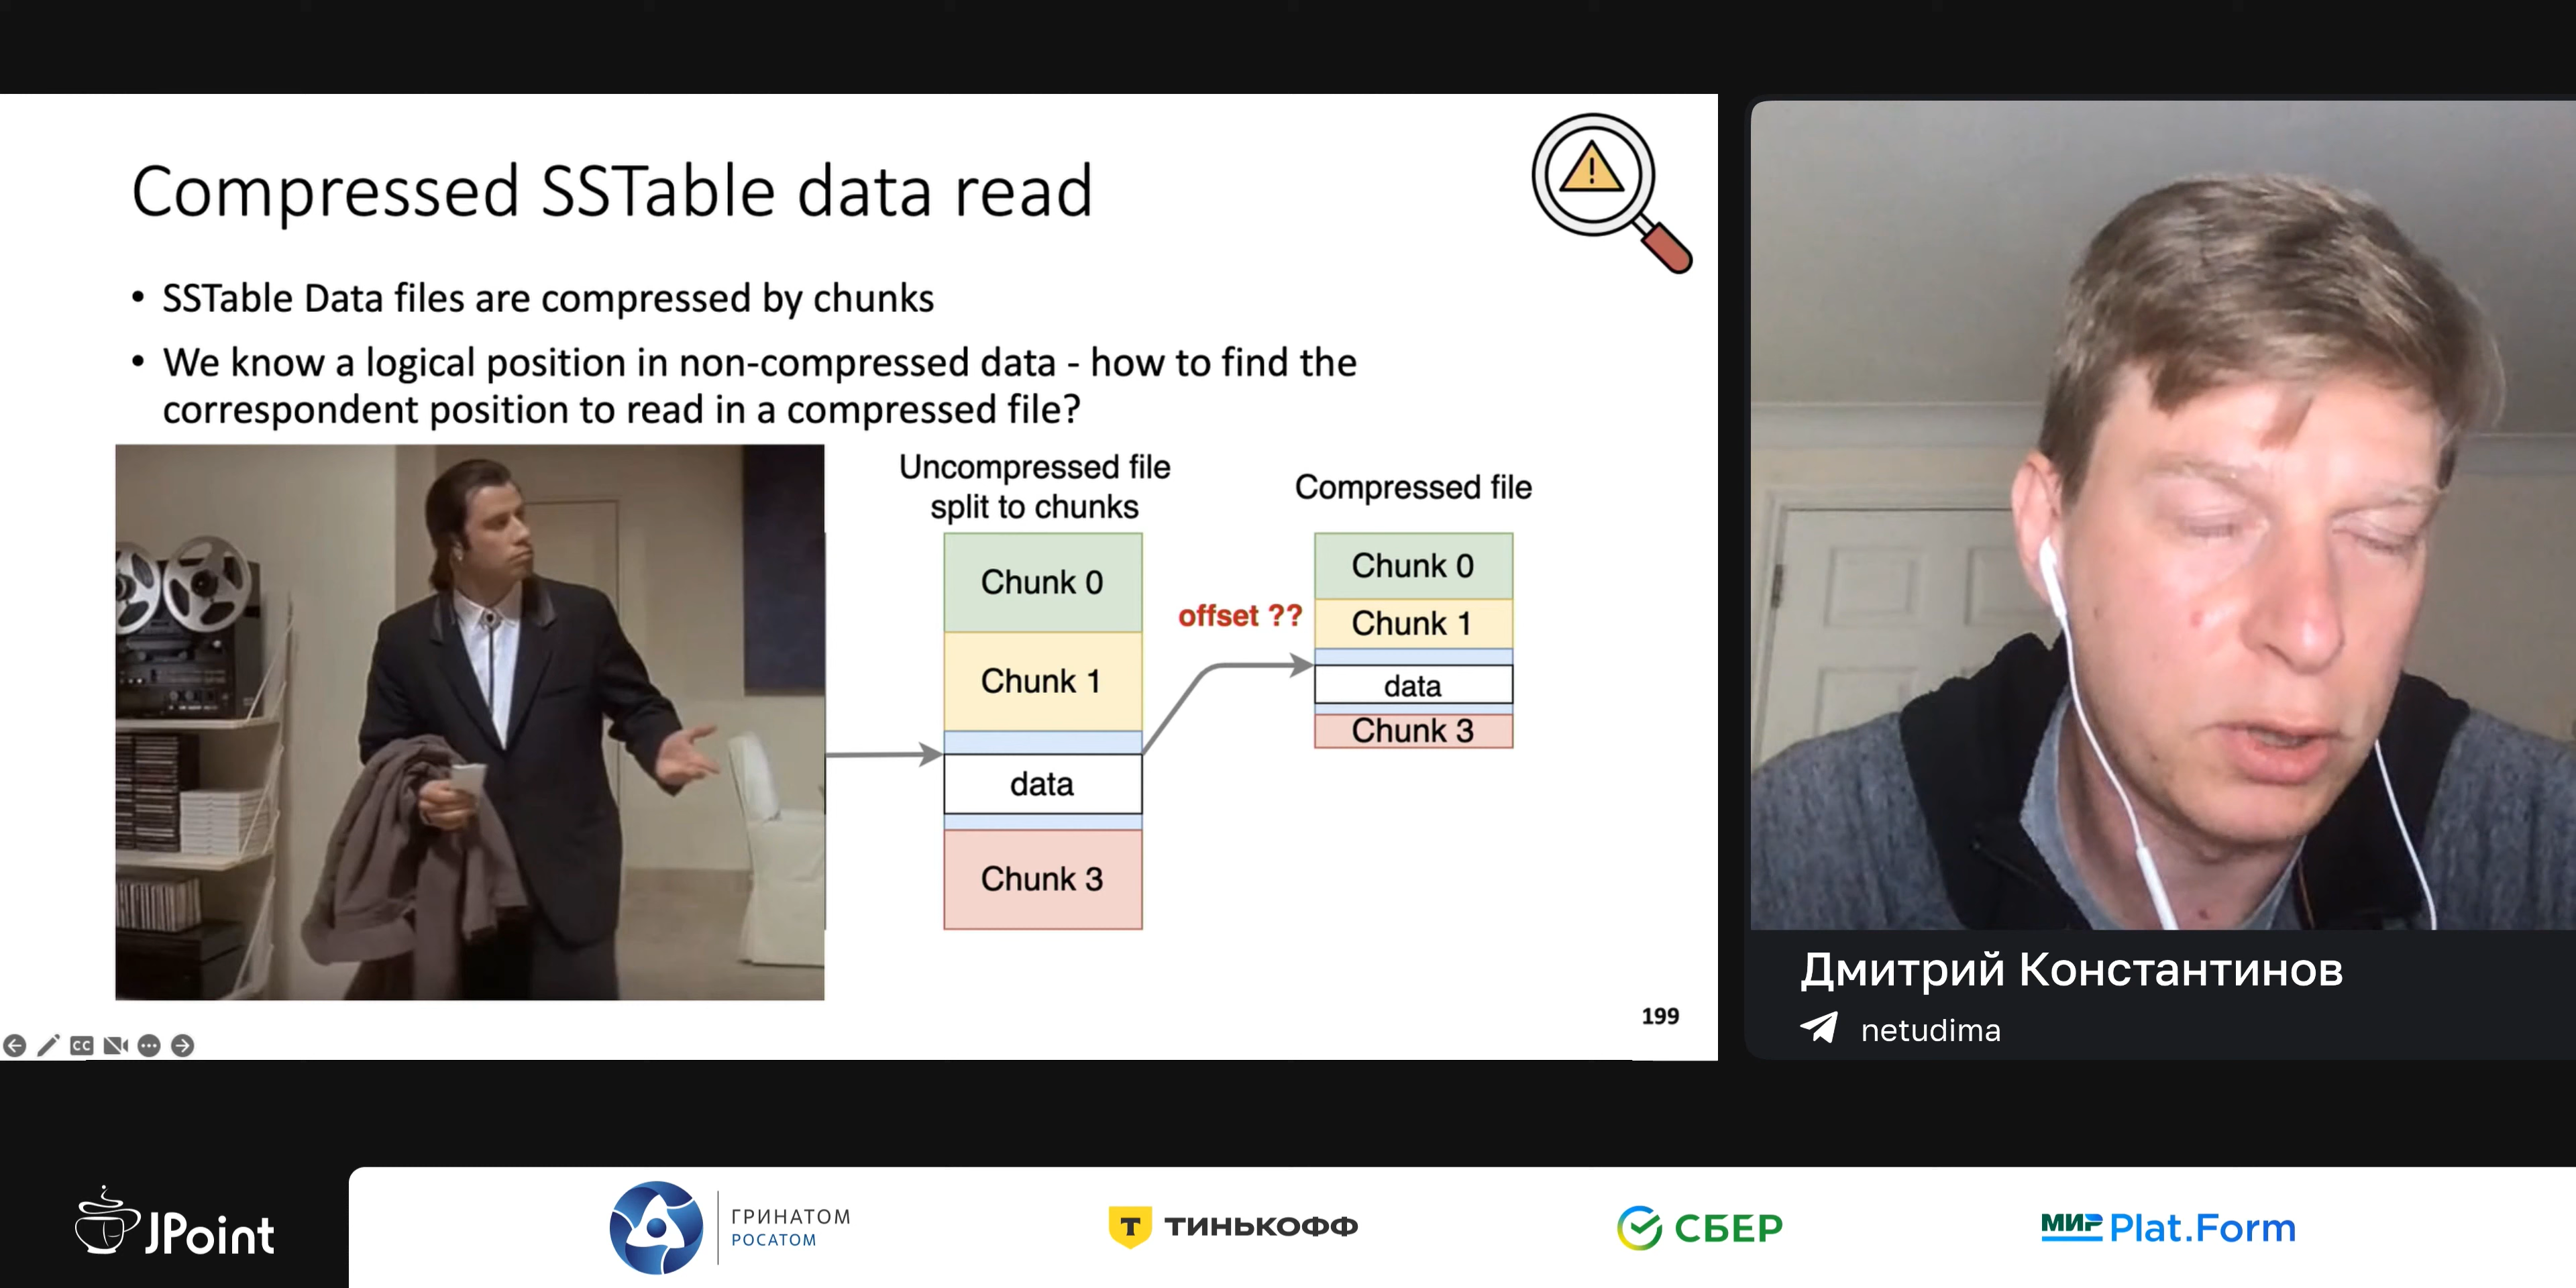 Compressed SSTable data read
• SSTable Data files are compressed by chunks
• We know a logical position in non-compressed data - how to find the
correspondent position to read in a compressed file?
Uncompressed file
split to chunks
Chunk 0
Chunk 1
data
Chunk 3
offset ??
Compressed file
Chunk 0
Chunk 1
data
Chunk 3
199
CC
Дмитрий Константинов
netudima
JPoint
ГРИНАТОМ
РОСАТОМ
Т ТИНЬКОФФ
СБЕР
МИР Plat.Form